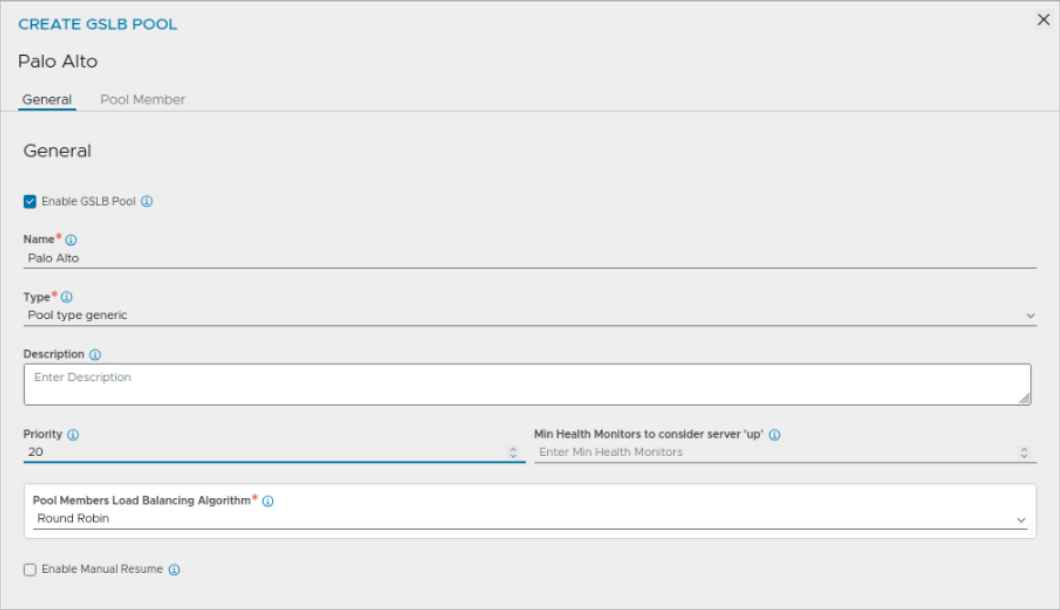 CREATE GSLB POOL
Palo Alto
General Pool Member
General
Enable GSLB Pool
Name*
Palo Alto
Type*
Pool type generic
Description
Enter Description
Priority Min Health Monitors to consider server 'up'
20 Enter Min Health Monitors
Pool Members Load Balancing Algorithm*
Round Robin
Enable Manual Resume